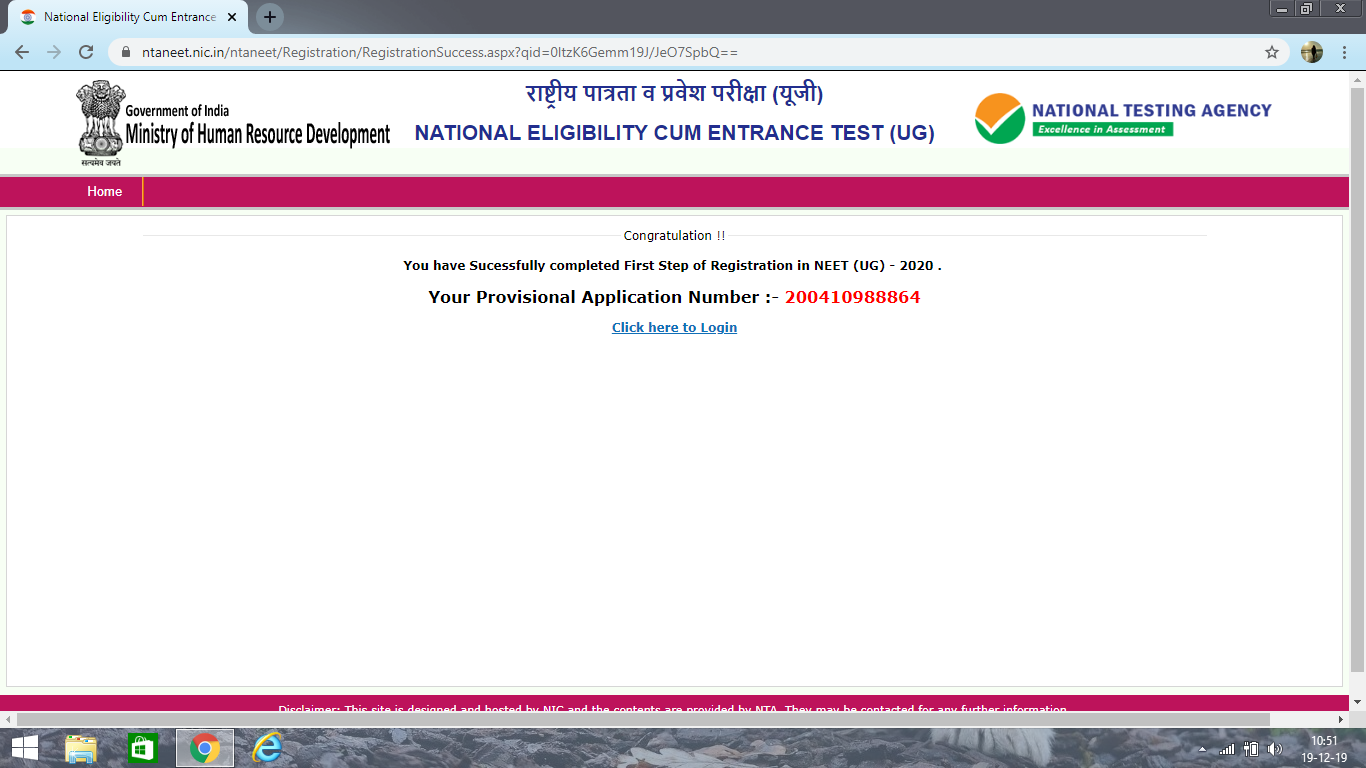 National Eligibility Cum Entrance
ntaneet.nic.in/ntaneet/Registration/RegistrationSuccess.aspx?qid=0ItzK6Gemm19J/JeO7SpbQ==
सत्यमेव जयते
Government of India
Ministry of Human Resource Development
राष्ट्रीय पात्रता व प्रवेश परीक्षा (यूजी)
NATIONAL ELIGIBILITY CUM ENTRANCE TEST (UG)
NATIONAL TESTING AGENCY
Excellence in Assessment
Home
Congratulation !!
You have Sucessfully completed First Step of Registration in NEET (UG) - 2020 .
Your Provisional Application Number :- 200410988864
Click here to Login
Disclaimer: This site is designed and hosted by NIC and the contents are provided by NTA. They may be contacted for any further information.
10:51
19-12-19